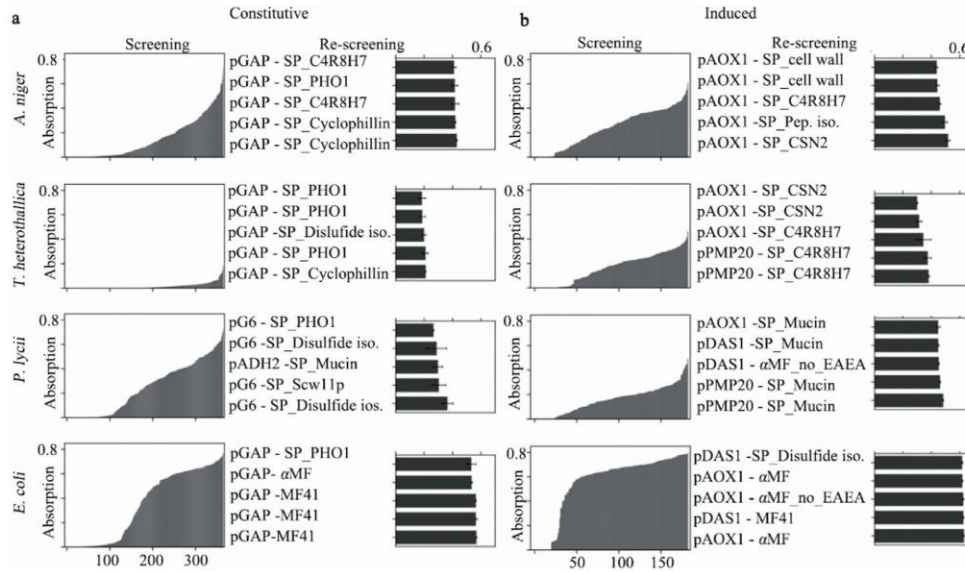 a
Constitutive
Screening
Re-screening
0.6
A. niger
Absorption
0.8
pGAP - SP_C4R8H7
pGAP - SP_PHO1
pGAP - SP_C4R8H7
pGAP - SP_Cyclophillin
pGAP - SP_Cyclophillin
T. heterothallica
Absorption
0.8
pGAP - SP_PHO1
pGAP - SP_PHO1
pGAP -SP_Dislufide iso.
pGAP - SP_PHO1
pGAP - SP_Cyclophillin
P. lycii
Absorption
0.8
pG6 - SP_PHO1
pG6 -SP_Disulfide iso.
pADH2 -SP_Mucin
pG6 -SP_Scw11p
pG6 - SP_Disulfide ios.
E. coli
Absorption
0.8
pGAP - SP_PHO1
pGAP- αMF
pGAP -MF41
pGAP -MF41
pGAP-MF41
100 200 300
b
Induced
Screening
Re-screening
0.6
Absorption
0.8
pAOX1 - SP_cell wall
pAOX1 - SP_cell wall
pAOX1 - SP_C4R8H7
pAOX1 -SP_Pep. iso.
pAOX1 - SP_CSN2
Absorption
0.8
pAOX1 - SP_CSN2
pAOX1 -SP_CSN2
pAOX1 -SP_C4R8H7
pPMP20 - SP_C4R8H7
pPMP20 - SP_C4R8H7
Absorption
0.8
pAOX1 -SP_Mucin
pDAS1 -SP_Mucin
pDAS1 - αMF_no_EAEA
pPMP20 - SP_Mucin
pPMP20 - SP_Mucin
Absorption
0.8
pDAS1 -SP_Disulfide iso.
pAOX1 - αMF
pAOX1 - αMF_no_EAEA
pDAS1 - MF41
pAOX1 - αMF
50 100 150